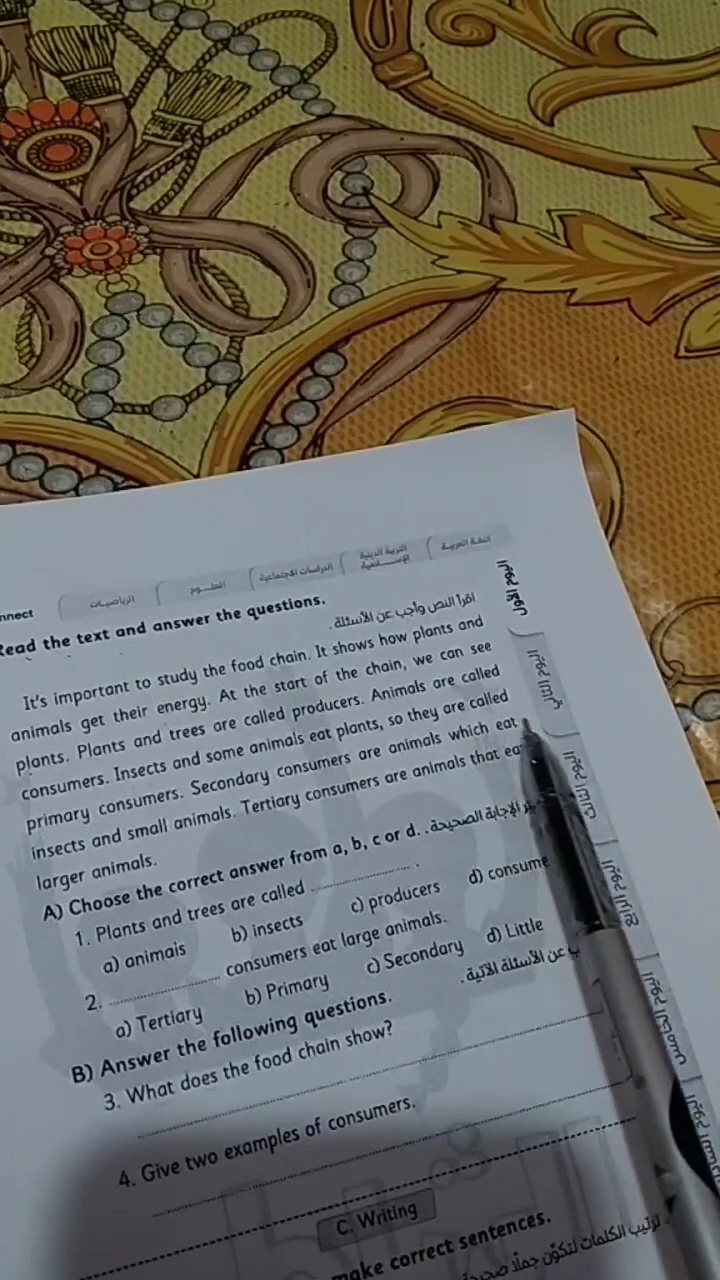 nnect
الرياضيات
العلوم
الدراسات الاجتماعية
التربية الدينية الإسلامية
اللغة العربية
Read the text and answer the questions.
اقرأ النص وأجب عن الأسئلة.
It's important to study the food chain. It shows how plants and
animals get their energy. At the start of the chain, we can see
plants. Plants and trees are called producers. Animals are called
consumers. Insects and some animals eat plants, so they are called
primary consumers. Secondary consumers are animals which eat
insects and small animals. Tertiary consumers are animals that eat
larger animals.
A) Choose the correct answer from a, b, c or d.
الإجابة الصحيحة.
1. Plants and trees are called .................... .
a) animals b) insects c) producers d) consume
2. .................... consumers eat large animals.
a) Tertiary b) Primary c) Secondary d) Little
B) Answer the following questions.
ب عن الأسئلة الآتية.
3. What does the food chain show?
4. Give two examples of consumers.
C. Writing
make correct sentences.
ترتيب الكلمات لتكوّن جملًا صحيحة
اليوم الأول
اليوم الثاني
اليوم الثالث
اليوم الرابع
اليوم الخامس
اليوم السادس